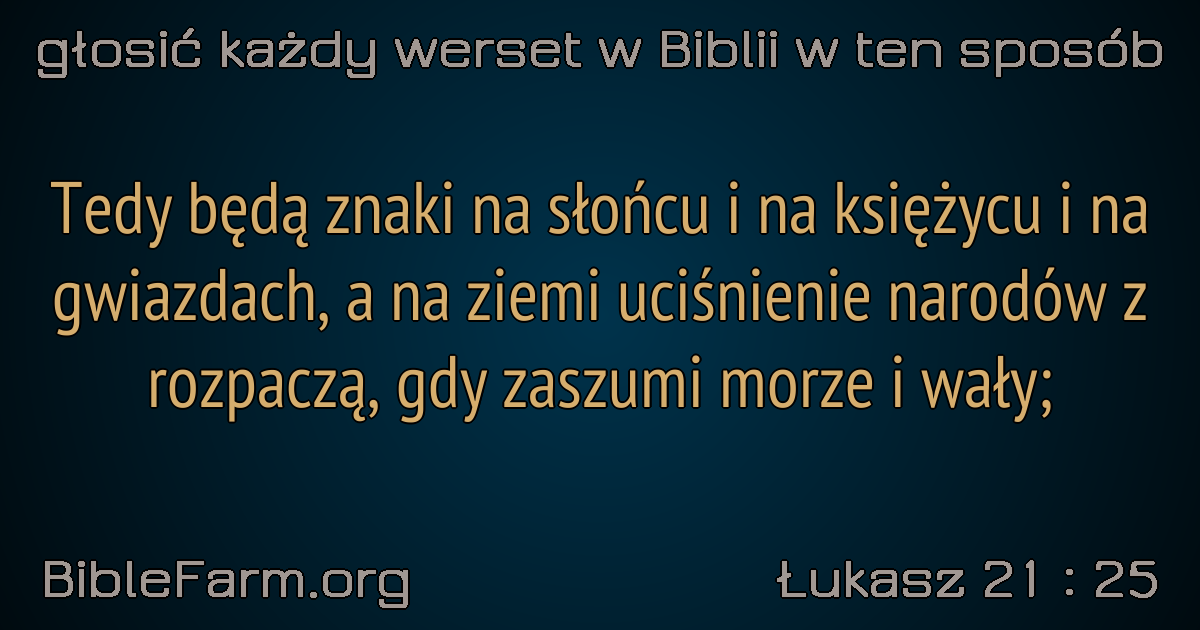 głosić każdy werset w Biblii w ten sposób
Tedy będą znaki na słońcu i na księżycu i na
gwiazdach, a na ziemi uciśnienie narodów z
rozpaczą, gdy zaszumi morze i wały;
BibleFarm.org
Łukasz 21 : 25